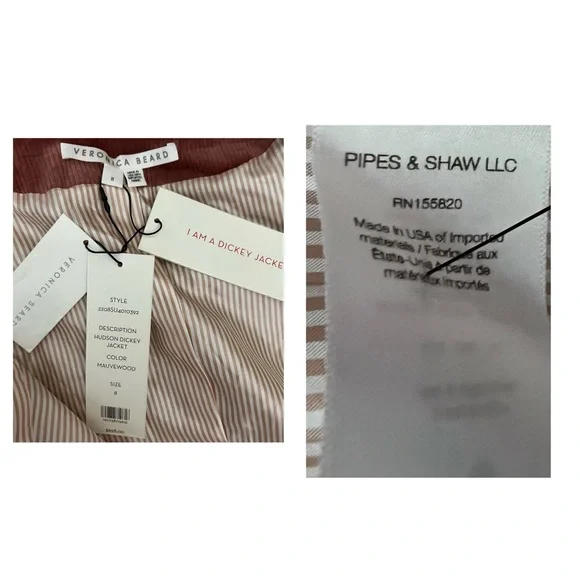 VERONICA BEARD
8
I AM A DICKEY JACKE
VERONICA BEARD
STYLE
DESCRIPTION
HUDSON DICKEY
JACKET
COLOR
MAUVEWOOD
SIZE
8
PIPES & SHAW LLC
RN155820
Made in USA of Imported
materials / Fabriqué aux
États-Unis À partir de
matériaux importés